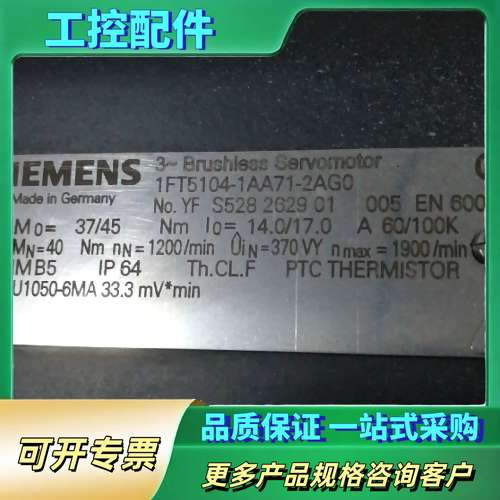 工控配件
IEMENS 3~ Brushless Servomotor
Made in Germany 1FT5104-1AA71-2AG0
No. YF S528 2629 01 005 EN 600
M0= 37/45 Nm I0= 14.0/17.0 A 60/100K
MN=40 Nm nN=1200/min ÛiN=370 VY nmax=1900/min
IMB5 IP 64 Th.CL.F PTC THERMISTOR
U1050-6MA 33.3 mV*min
品质保证 一站式采购
可开专票
更多产品规格咨询客户